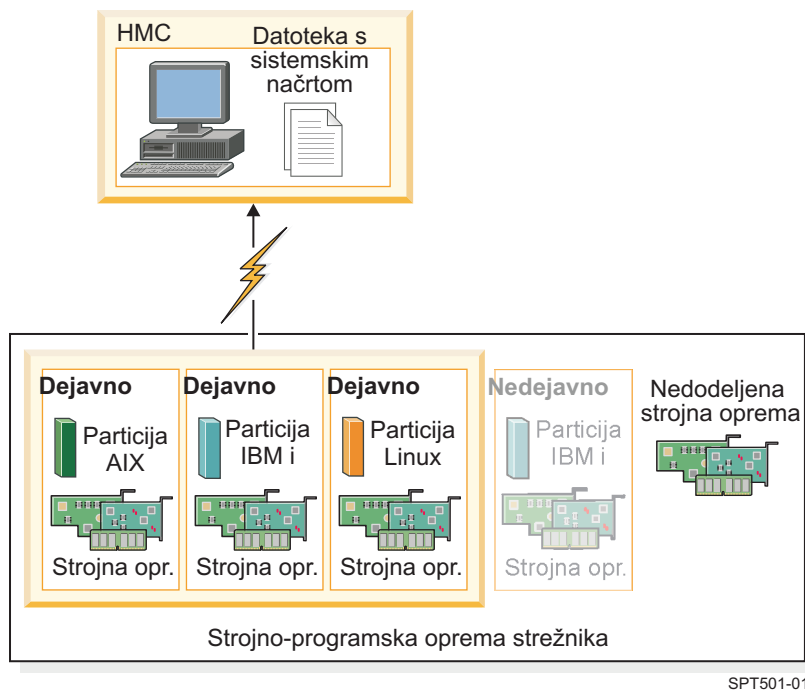 HMC
Datoteka s
sistemskim
načrtom
Dejavno
Dejavno
Dejavno
Nedejavno
Nedodeljena
strojna oprema
Particija
AIX
Particija
IBM i
Particija
Linux
Particija
IBM i
Strojna opr.
Strojna opr.
Strojna opr.
Strojna opr.
Strojno-programska oprema strežnika
SPT501-01